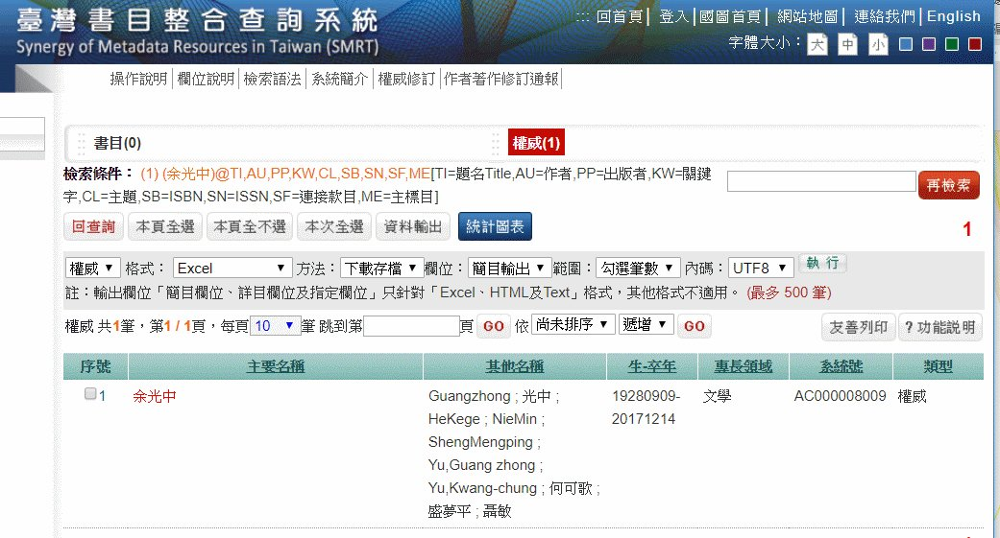 臺灣書目整合查詢系統
Synergy of Metadata Resources in Taiwan (SMRT)
::: 回首頁| 登入|國圖首頁| 網站地圖| 連絡我們|English
字體大小：大 中 小
操作說明|欄位說明|檢索語法|系統簡介|權威修訂|作者著作修訂通報|
書目(0)
權威(1)
檢索條件： (1) (余光中)@TI,AU,PP,KW,CL,SB,SN,SF,ME[TI=題名Title,AU=作者,PP=出版者,KW=關鍵
字,CL=主題,SB=ISBN,SN=ISSN,SF=連接款目,ME=主標目]
再檢索
回查詢 本頁全選 本頁全不選 本次全選 資料輸出 統計圖表
1
權威 格式： Excel 方法： 下載存檔 欄位： 簡目輸出 範圍： 勾選筆數 內碼： UTF8 執 行
註：輸出欄位「簡目欄位、詳目欄位及指定欄位」只針對「Excel、HTML及Text」格式，其他格式不適用。 (最多 500 筆)
權威 共1筆，第1 / 1頁，每頁 10 筆 跳到第 頁 GO 依 尚未排序 遞增 GO
友善列印 ? 功能說明
序號 主要名稱 其他名稱 生-卒年 專長領域 系統號 類型
1 余光中 Guangzhong ; 光中 ; 19280909- 文學 AC000008009 權威
HeKege ; NieMin ; 20171214
ShengMengping ;
Yu,Guang zhong ;
Yu,Kwang-chung ; 何可歌 ;
盛夢平 ; 聶敏